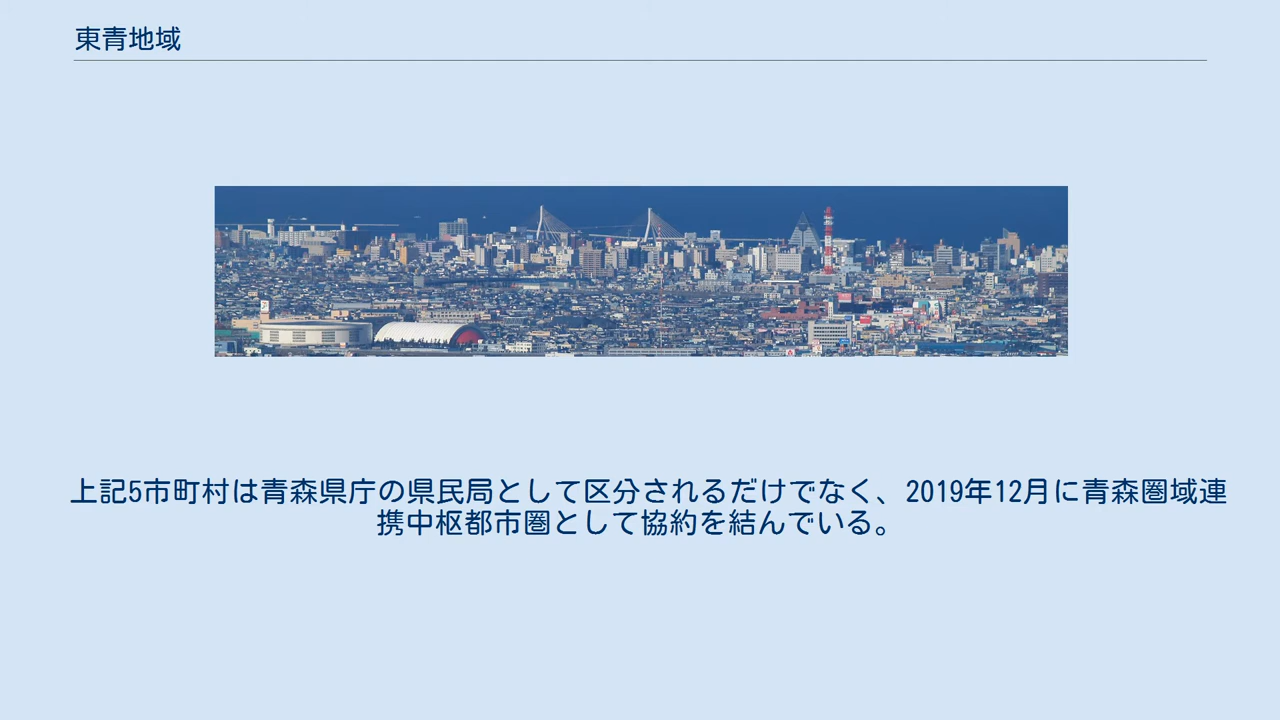 東青地域
上記5市町村は青森県庁の県民局として区分されるだけでなく、2019年12月に青森圏域連
携中枢都市圏として協約を結んでいる。